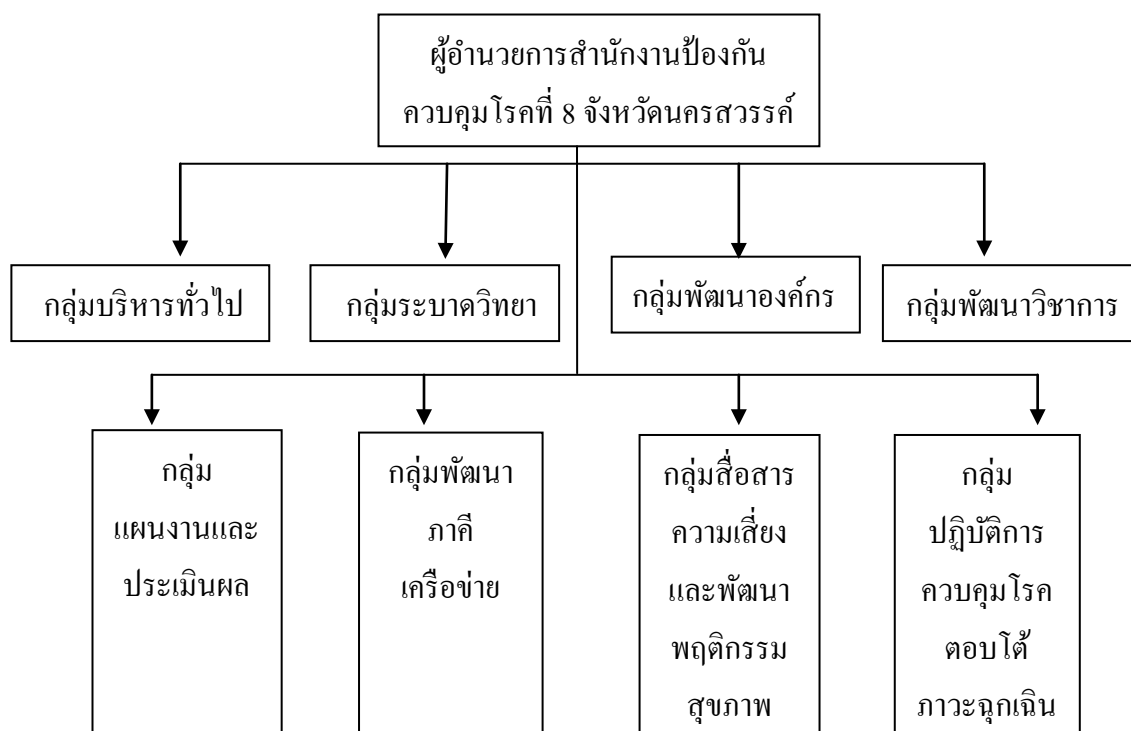 ผู้อำนวยการสำนักงานป้องกัน
ควบคุมโรคที่ 8 จังหวัดนครสวรรค์
กลุ่มบริหารทั่วไป
กลุ่มระบาดวิทยา
กลุ่มพัฒนาองค์กร
กลุ่มพัฒนาวิชาการ
กลุ่ม
แผนงานและ
ประเมินผล
กลุ่มพัฒนา
ภาคี
เครือข่าย
กลุ่มสื่อสาร
ความเสี่ยง
และพัฒนา
พฤติกรรม
สุขภาพ
กลุ่ม
ปฏิบัติการ
ควบคุมโรค
ตอบโต้
ภาวะฉุกเฉิน